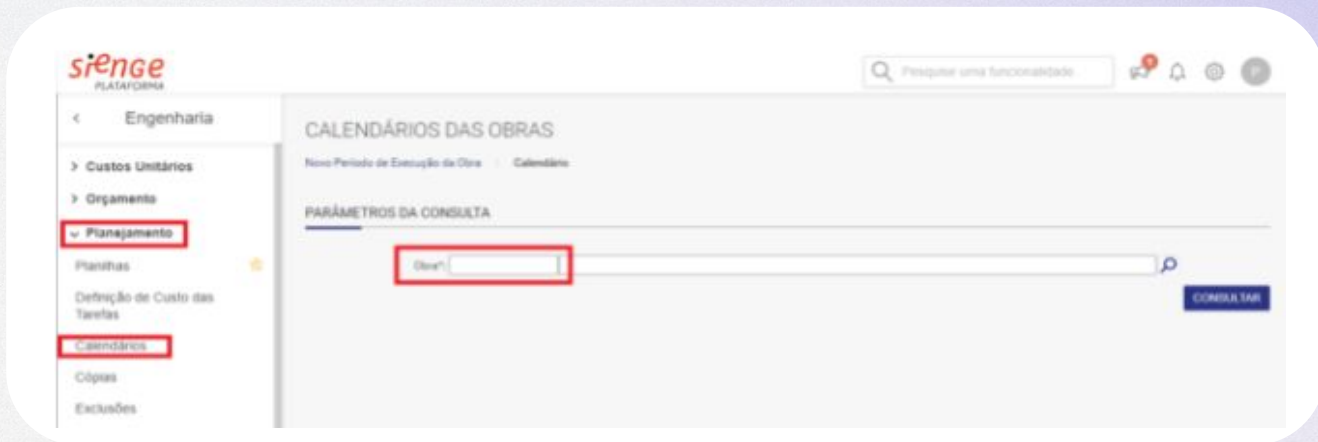 sienge
PLATAFORMA
Pesquise uma funcionalidade
P
Engenharia
CALENDÁRIOS DAS OBRAS
Novo Período de Execução da Obra
Calendário
> Custos Unitários
> Orçamento
PARÂMETROS DA CONSULTA
Planejamento
Planilhas
Obra*:
Definição de Custo das
Tarefas
CONSULTAR
Calendários
Cópias
Exclusões